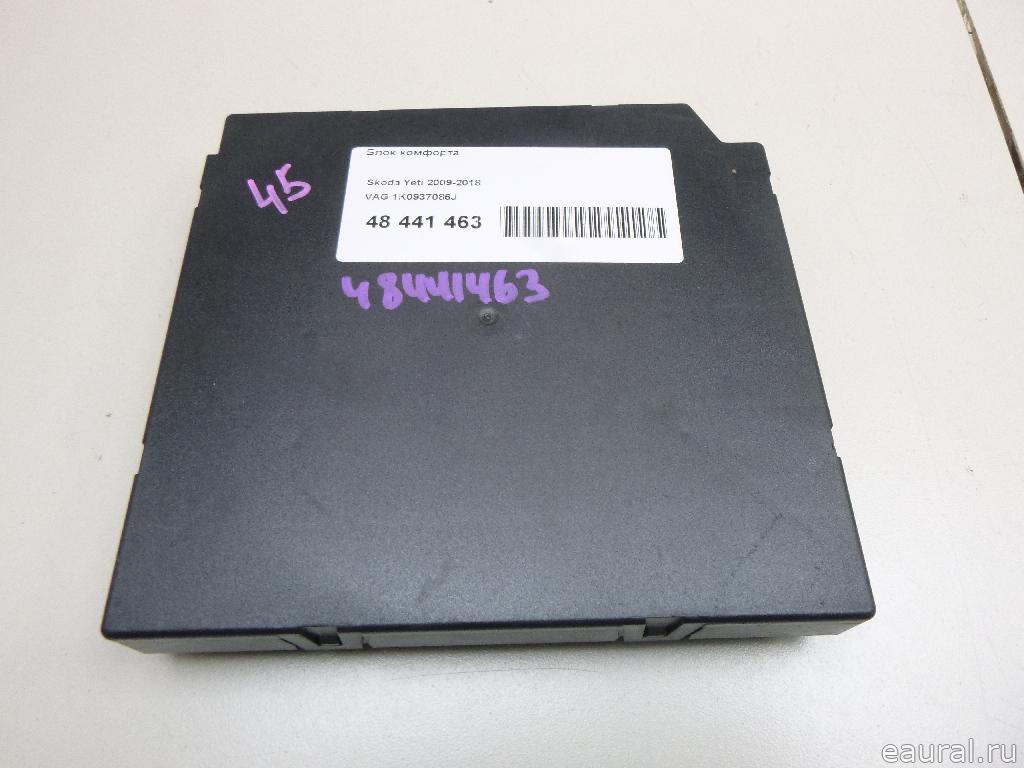 45
Блок комфорта
Skoda Yeti 2009-2018
VAG 1K0937086J
48 441 463
48441463
eaural.ru